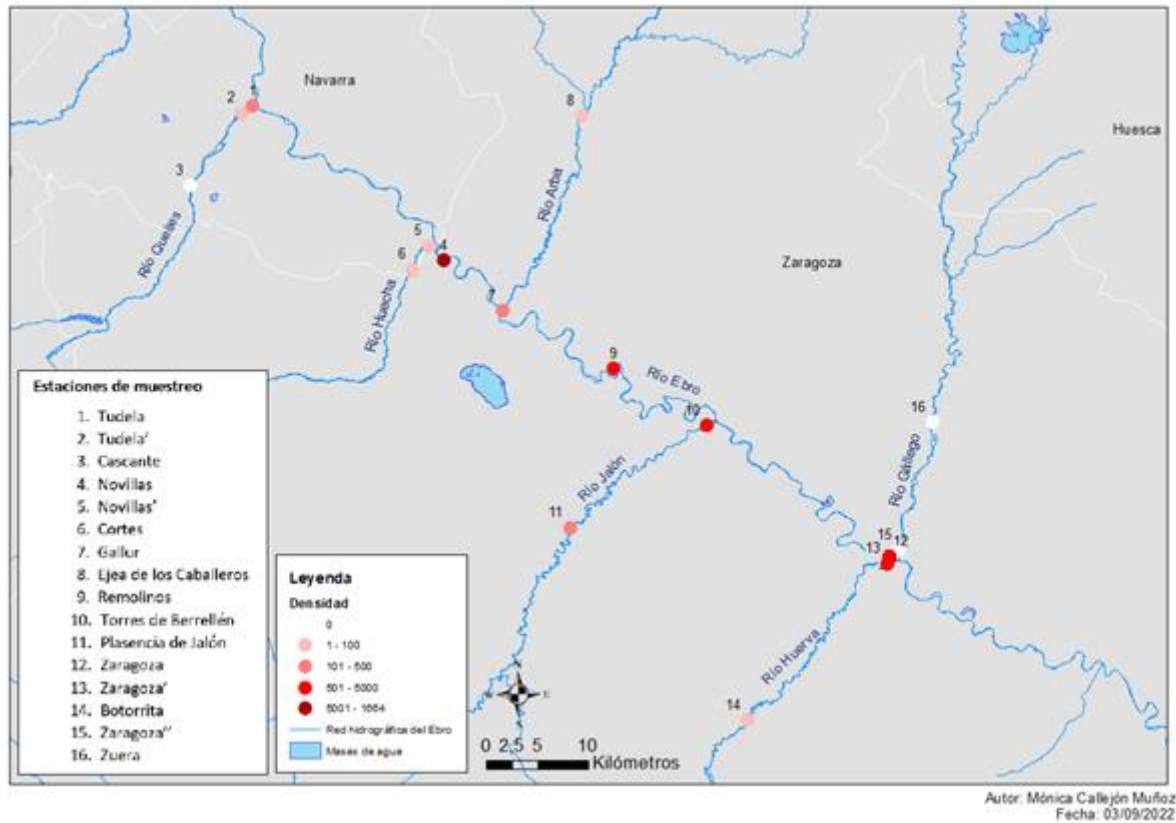 Navarra
Huesca
Zaragoza
1
2
3
4
5
6
7
8
9
10
11
12
13
14
15
16
Río Queiles
Río Huecha
Río Arba
Río Ebro
Río Jalón
Río Gállego
Río Huerva
Estaciones de muestreo
1. Tudela
2. Tudela'
3. Cascante
4. Novillas
5. Novillas'
6. Cortes
7. Gallur
8. Ejea de los Caballeros
9. Remolinos
10. Torres de Berrellén
11. Plasencia de Jalón
12. Zaragoza
13. Zaragoza'
14. Botorrita
15. Zaragoza''
16. Zuera
Leyenda
Densidad
0
1 - 100
101 - 500
501 - 5000
5001 - 1664
Red hidrográfica del Ebro
Masas de agua
E
0 2,5 5 10
Kilómetros
Autor: Mónica Callejón Muñoz
Fecha: 03/09/2022